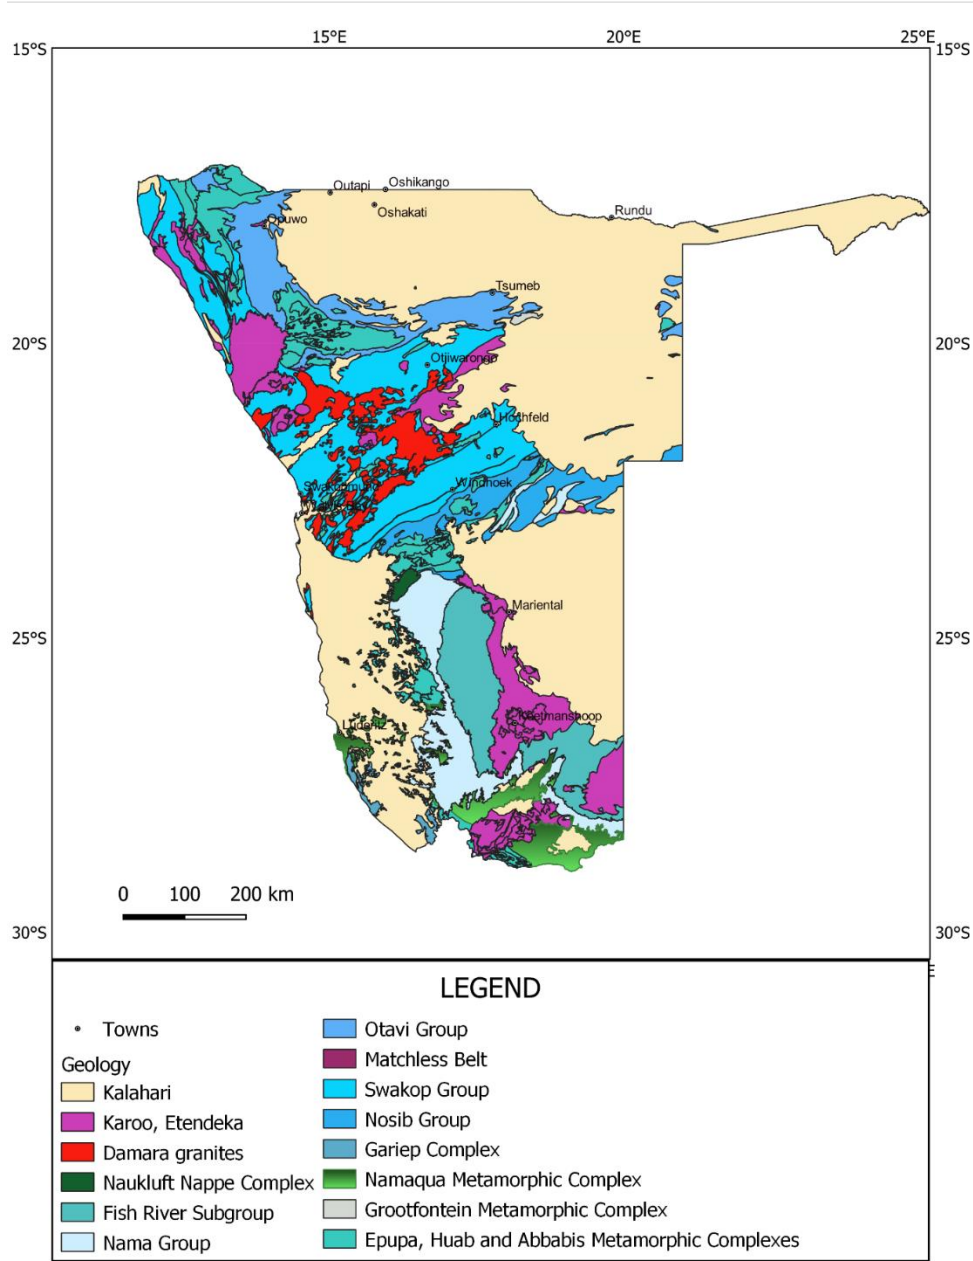 15°E 20°E 25°E
15°S 15°S
Outapi Oshikango
Oshakati
Opuwo Rundu
Tsumeb
20°S 20°S
Otjiwarongo
Hochfeld
Swakopmund Windhoek
Mariental
25°S 25°S
Keetmanshoop
Luderitz
0 100 200 km
30°S 30°S
E
LEGEND
Towns
Geology
Kalahari
Karoo, Etendeka
Damara granites
Naukluft Nappe Complex
Fish River Subgroup
Nama Group
Otavi Group
Matchless Belt
Swakop Group
Nosib Group
Gariep Complex
Namaqua Metamorphic Complex
Grootfontein Metamorphic Complex
Epupa, Huab and Abbabis Metamorphic Complexes